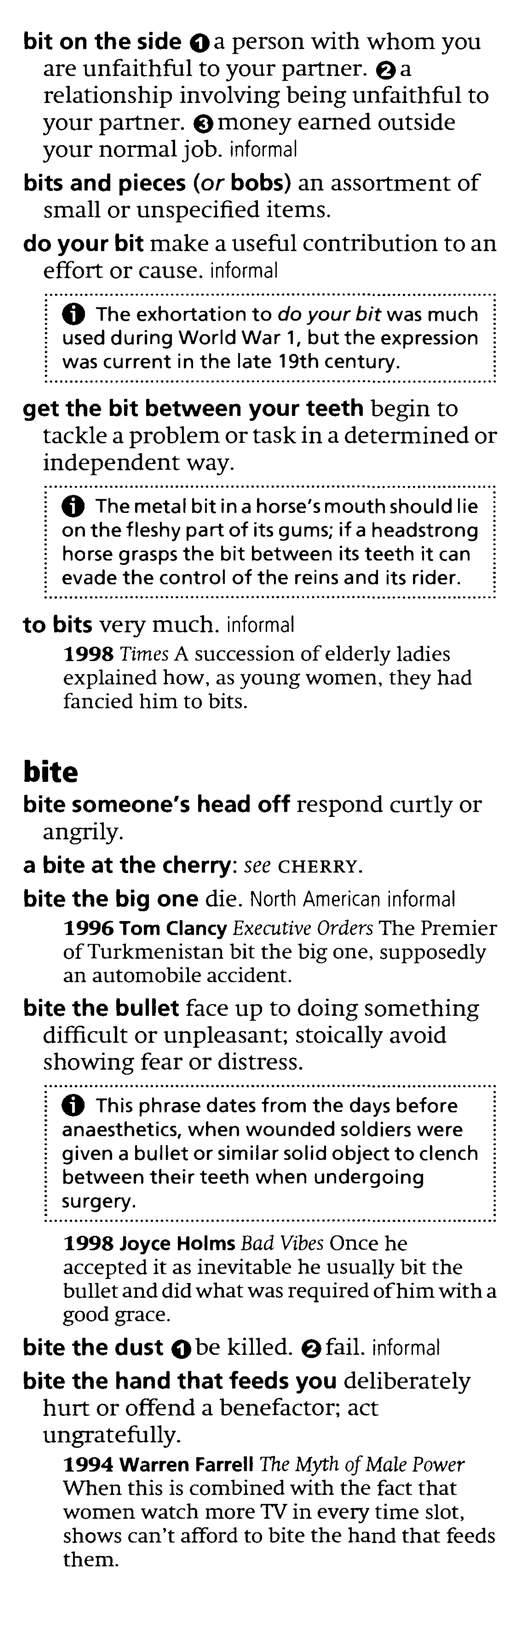 bit on the side ❶ a person with whom you
are unfaithful to your partner. ❷ a
relationship involving being unfaithful to
your partner. ❸ money earned outside
your normal job. informal
bits and pieces (or bobs) an assortment of
small or unspecified items.
do your bit make a useful contribution to an
effort or cause. informal
ℹ The exhortation to do your bit was much
used during World War 1, but the expression
was current in the late 19th century.
get the bit between your teeth begin to
tackle a problem or task in a determined or
independent way.
ℹ The metal bit in a horse's mouth should lie
on the fleshy part of its gums; if a headstrong
horse grasps the bit between its teeth it can
evade the control of the reins and its rider.
to bits very much. informal
1998 Times A succession of elderly ladies
explained how, as young women, they had
fancied him to bits.
bite
bite someone's head off respond curtly or
angrily.
a bite at the cherry: see CHERRY.
bite the big one die. North American informal
1996 Tom Clancy Executive Orders The Premier
of Turkmenistan bit the big one, supposedly
an automobile accident.
bite the bullet face up to doing something
difficult or unpleasant; stoically avoid
showing fear or distress.
ℹ This phrase dates from the days before
anaesthetics, when wounded soldiers were
given a bullet or similar solid object to clench
between their teeth when undergoing
surgery.
1998 Joyce Holms Bad Vibes Once he
accepted it as inevitable he usually bit the
bullet and did what was required of him with a
good grace.
bite the dust ❶ be killed. ❷ fail. informal
bite the hand that feeds you deliberately
hurt or offend a benefactor; act
ungratefully.
1994 Warren Farrell The Myth of Male Power
When this is combined with the fact that
women watch more TV in every time slot,
shows can't afford to bite the hand that feeds
them.